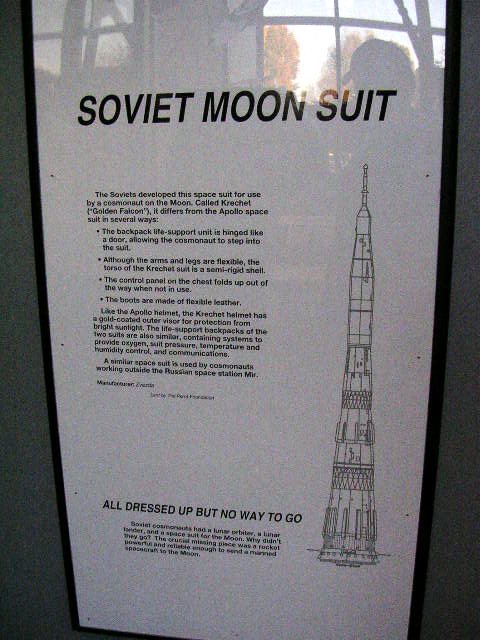 SOVIET MOON SUIT
The Soviets developed this space suit for use
by a cosmonaut on the Moon. Called Krechet
("Golden Falcon"), it differs from the Apollo space
suit in several ways:
• The backpack life-support unit is hinged like
a door, allowing the cosmonaut to step into
the suit.
• Although the arms and legs are flexible, the
torso of the Krechet suit is a semi-rigid shell.
• The control panel on the chest folds up out of
the way when not in use.
• The boots are made of flexible leather.
Like the Apollo helmet, the Krechet helmet has
a gold-coated outer visor for protection from
bright sunlight. The life-support backpacks of the
two suits are also similar, containing systems to
provide oxygen, suit pressure, temperature and
humidity control, and communications.
A similar space suit is used by cosmonauts
working outside the Russian space station Mir.
Manufacturer: Zvezda
Lent by The Perot Foundation
ALL DRESSED UP BUT NO WAY TO GO
Soviet cosmonauts had a lunar orbiter, a lunar
lander, and a space suit for the Moon. Why didn't
they go? The crucial missing piece was a rocket
powerful and reliable enough to send a manned
spacecraft to the Moon.